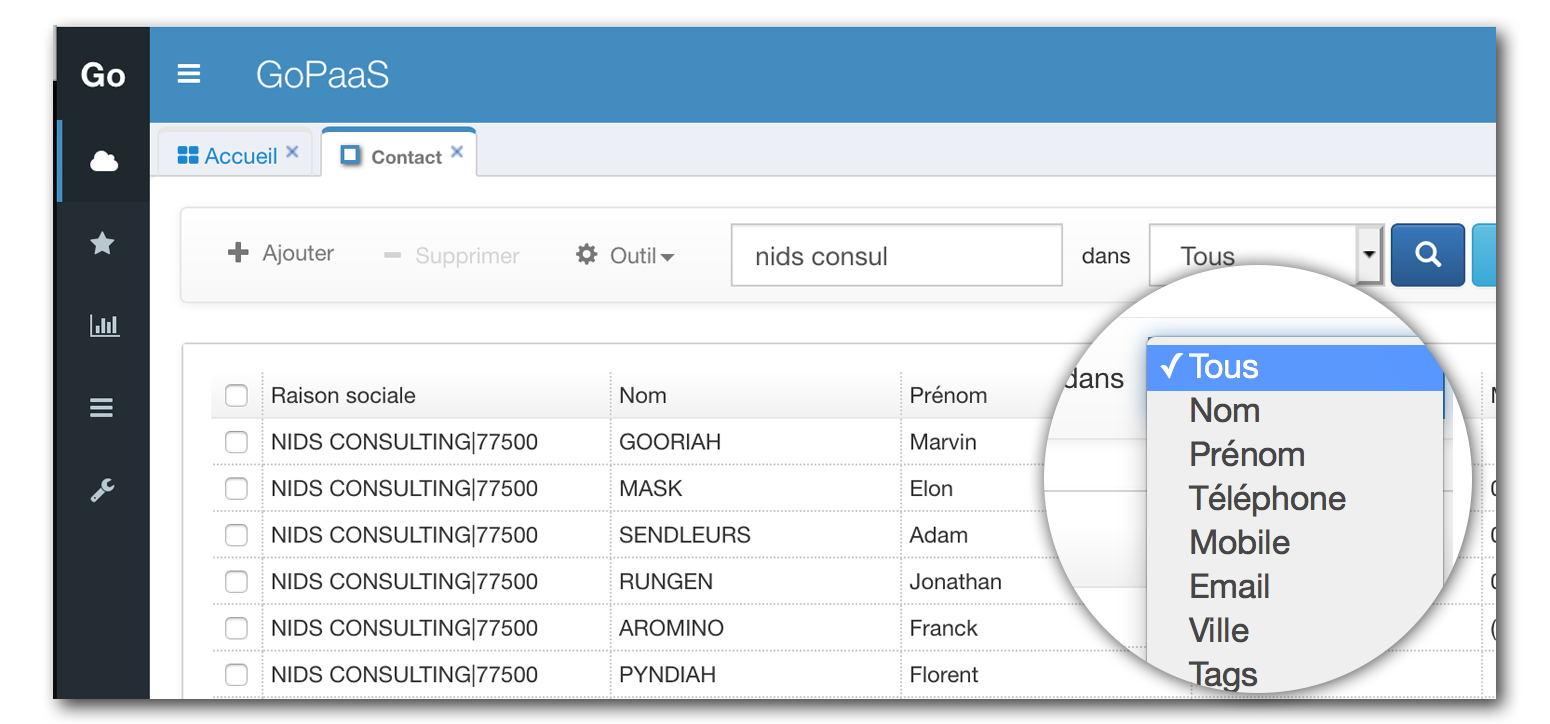 Go GoPaaS
Accueil Contact
Ajouter Supprimer Outil nids consul dans Tous
Raison sociale Nom Prénom
NIDS CONSULTING|77500 GOORIAH Marvin
NIDS CONSULTING|77500 MASK Elon
NIDS CONSULTING|77500 SENDLEURS Adam
NIDS CONSULTING|77500 RUNGEN Jonathan
NIDS CONSULTING|77500 AROMINO Franck
NIDS CONSULTING|77500 PYNDIAH Florent
dans
Tous
Nom
Prénom
Téléphone
Mobile
Email
Ville
Tags